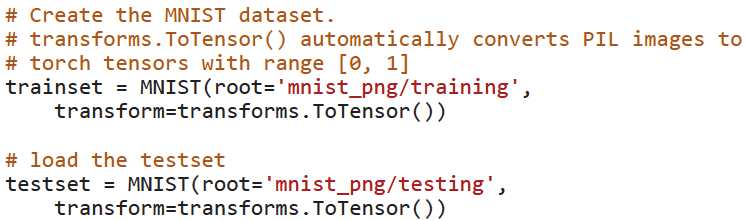 # Create the MNIST dataset.
# transforms.ToTensor() automatically converts PIL images to
# torch tensors with range [0, 1]
trainset = MNIST(root='mnist_png/training',
    transform=transforms.ToTensor())

# load the testset
testset = MNIST(root='mnist_png/testing',
    transform=transforms.ToTensor())